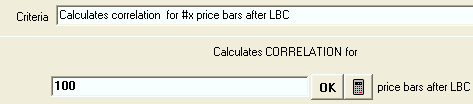 Criteria Calculates correlation for #x price bars after LBC
Calculates CORRELATION for
100 OK price bars after LBC